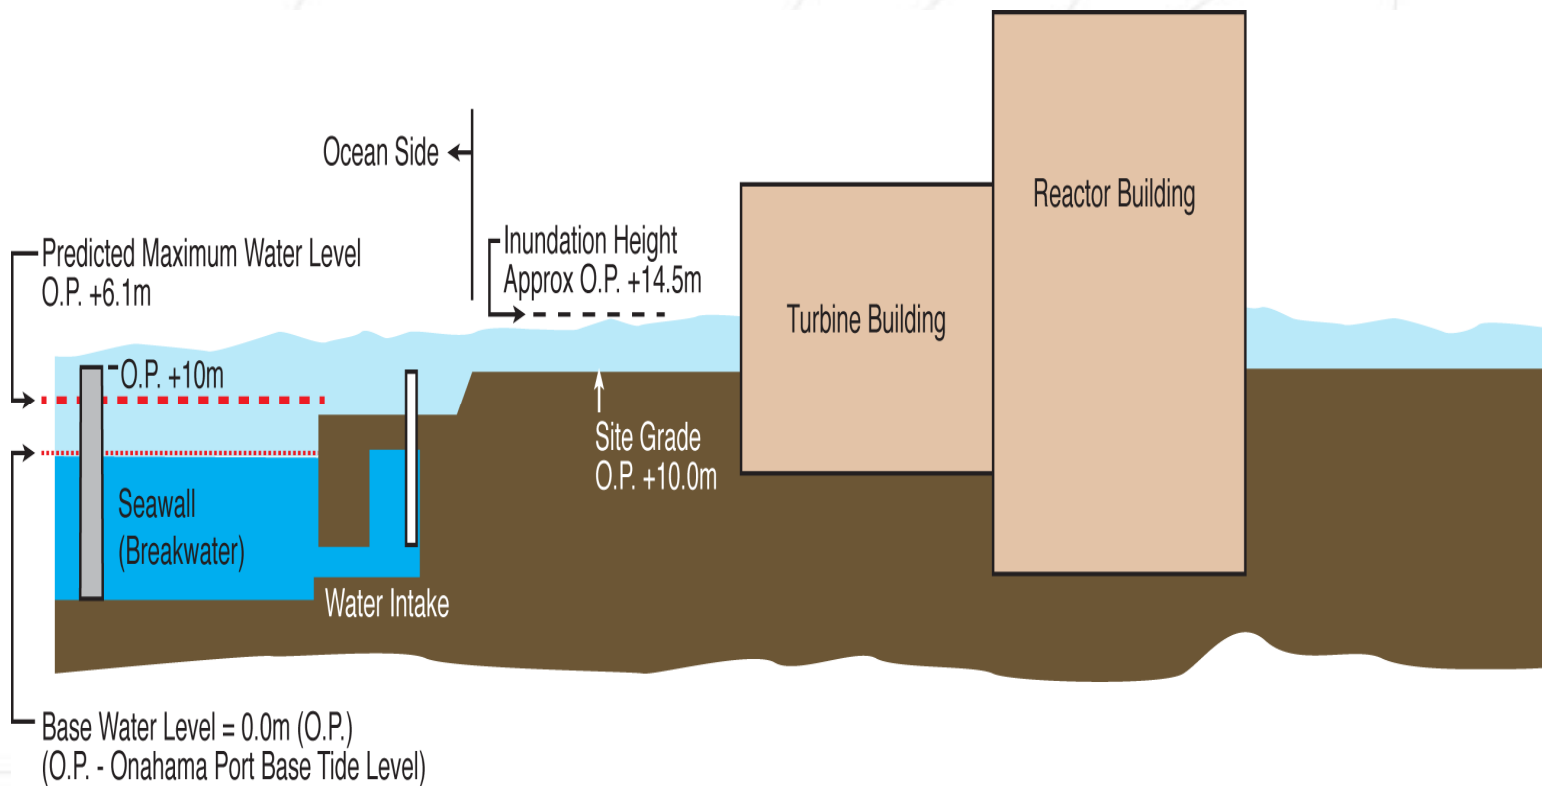 Ocean Side
Reactor Building
Inundation Height
Approx O.P. +14.5m
Predicted Maximum Water Level
O.P. +6.1m
Turbine Building
O.P. +10m
Site Grade
O.P. +10.0m
Seawall
(Breakwater)
Water Intake
Base Water Level = 0.0m (O.P.)
(O.P. - Onahama Port Base Tide Level)